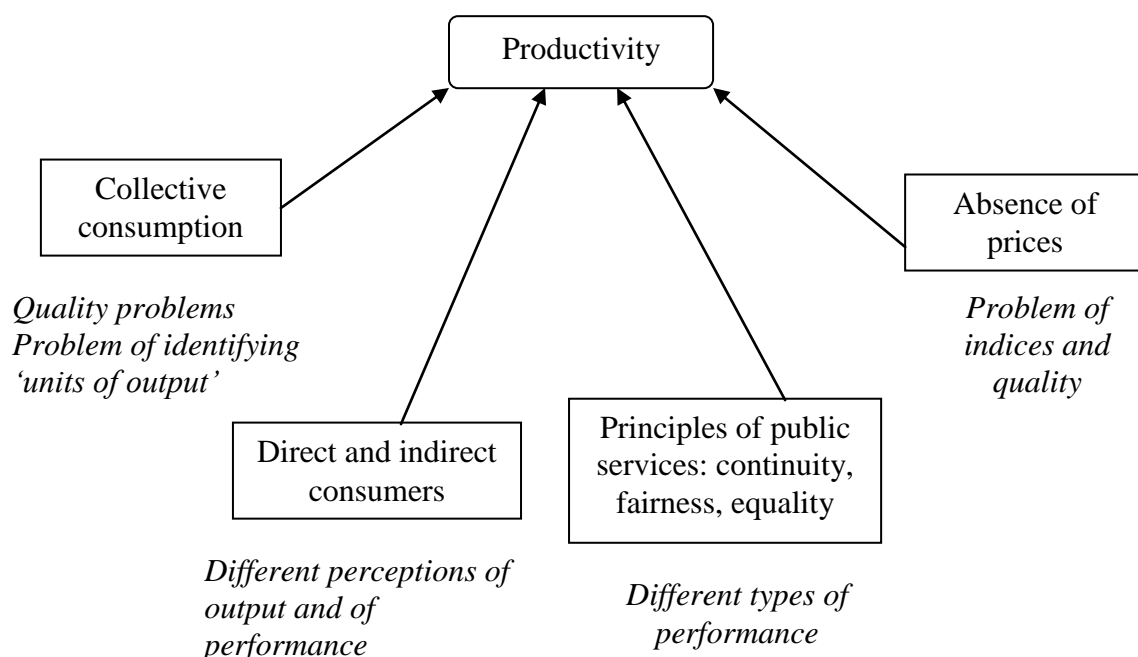 Productivity
Collective
consumption
Absence of
prices
Quality problems
Problem of identifying
‘units of output’
Problem of
indices and
quality
Direct and indirect
consumers
Principles of public
services: continuity,
fairness, equality
Different perceptions of
output and of
performance
Different types of
performance